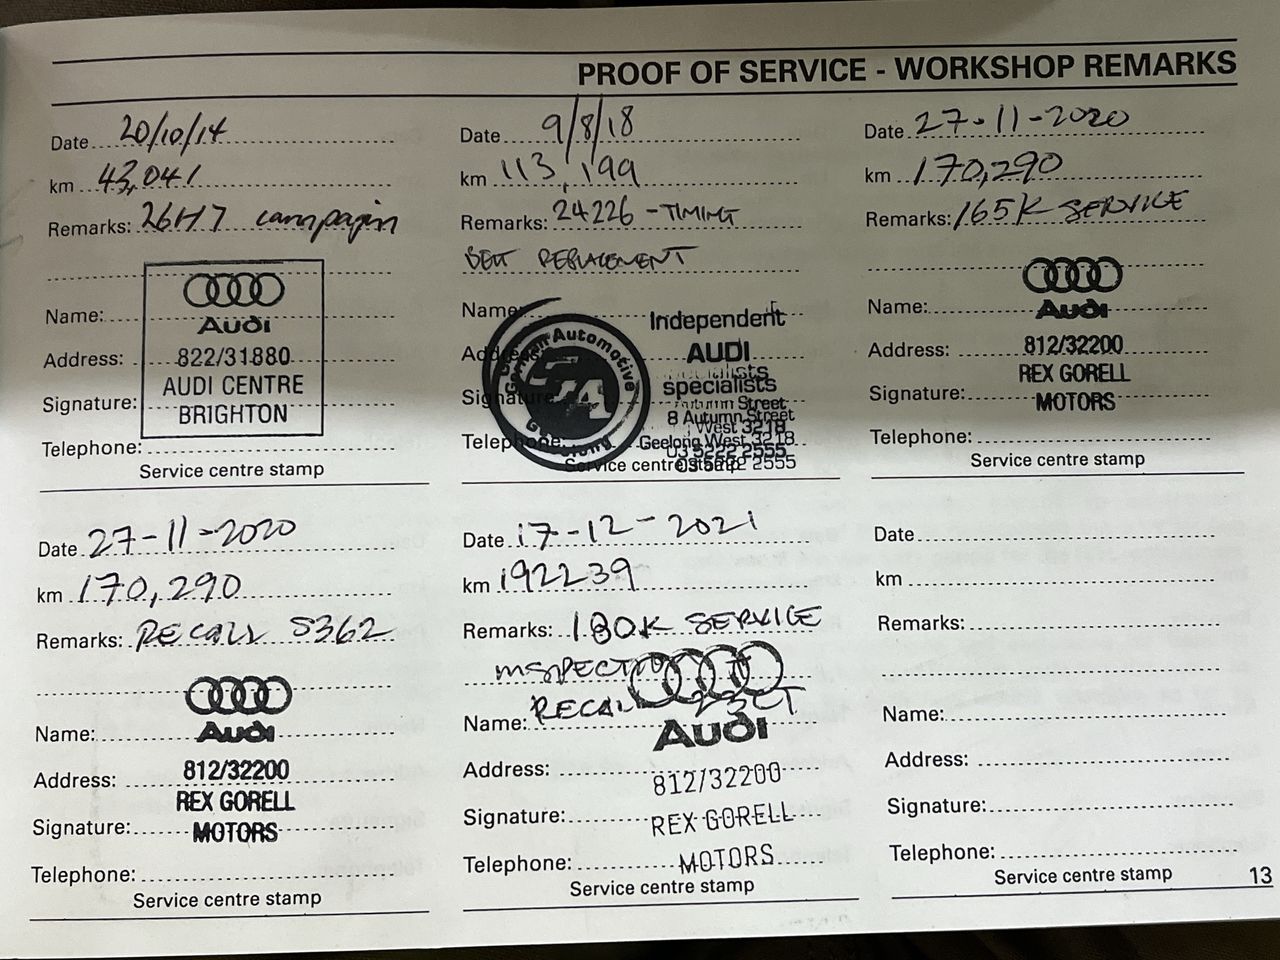 PROOF OF SERVICE - WORKSHOP REMARKS
Date 20/10/14
km 43,041
Remarks: 26H7 campaign
Name:
Address:
Signature:
Telephone:
Audi
822/31880
AUDI CENTRE
BRIGHTON
Service centre stamp
Date 9/8/18
km 113,199
Remarks: 24226 - TIMING
BELT REPLACEMENT
Name:
Address:
Signature:
Telephone:
German Automotive
Geelong
Independent
AUDI
specialists
8 Autumn Street
Geelong West 3218
03 5222 2555
Service centre stamp
Date 27-11-2020
km 170,290
Remarks: 165K SERVICE
Name:
Address:
Signature:
Telephone:
Audi
812/32200
REX GORELL
MOTORS
Service centre stamp
Date 27-11-2020
km 170,290
Remarks: RECALL S362
Name:
Address:
Signature:
Telephone:
Audi
812/32200
REX GORELL
MOTORS
Service centre stamp
Date 17-12-2021
km 192239
Remarks: 180K SERVICE
INSPECTION
RECALL 23CT
Name:
Address:
Signature:
Telephone:
Audi
812/32200
REX GORELL
MOTORS
Service centre stamp
Date
km
Remarks:
Name:
Address:
Signature:
Telephone:
Service centre stamp
13